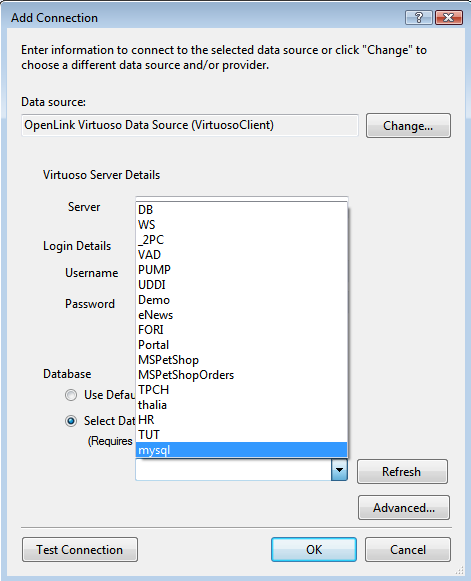 Add Connection
Enter information to connect to the selected data source or click "Change" to
choose a different data source and/or provider.
Data source:
OpenLink Virtuoso Data Source (VirtuosoClient)
Change...
Virtuoso Server Details
Server
DB
WS
_2PC
VAD
Login Details
Username
PUMP
UDDI
Password
Demo
eNews
FORI
Portal
MSPetShop
Database
MSPetShopOrders
Use Defau
TPCH
thalia
Select Dat
HR
(Requires
TUT
mysql
Refresh
Advanced...
Test Connection
OK
Cancel